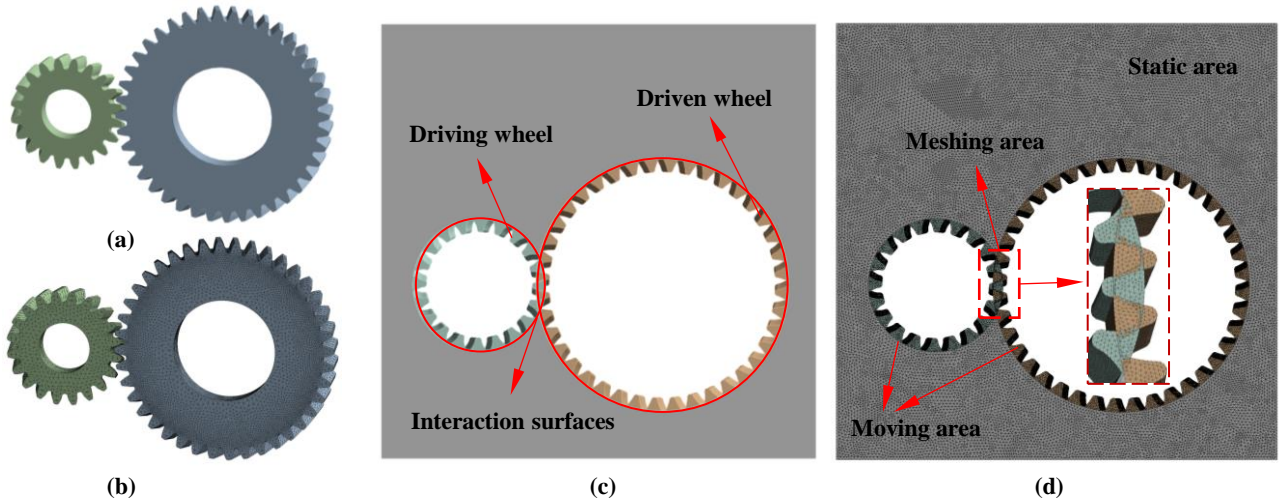 (a)
(b)
Driven wheel
Driving wheel
Interaction surfaces
(c)
Static area
Meshing area
Moving area
(d)